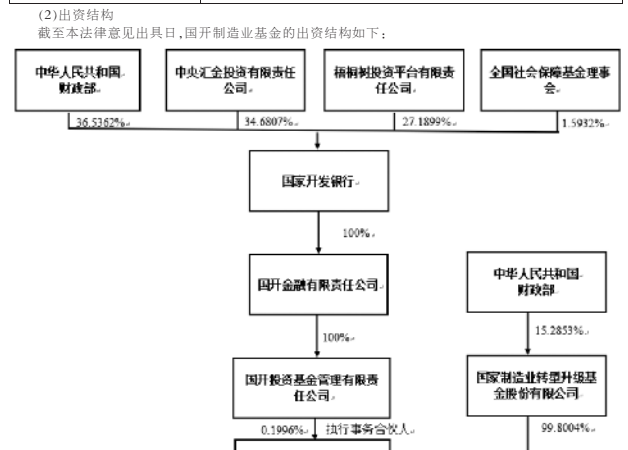 (2)出资结构
截至本法律意见出具日,国开制造业基金的出资结构如下:
中华人民共和国
财政部
中央汇金投资有限责任
公司
梧桐树投资平台有限责
任公司
全国社会保障基金理事
会
36.5362%
34.6807%
27.1899%
1.5932%
国家开发银行
100%
国开金融有限责任公司
中华人民共和国
财政部
100%
15.2853%
国开投资基金管理有限责
任公司
国家制造业转型升级基
金股份有限公司
0.1996%
执行事务合伙人
99.8004%